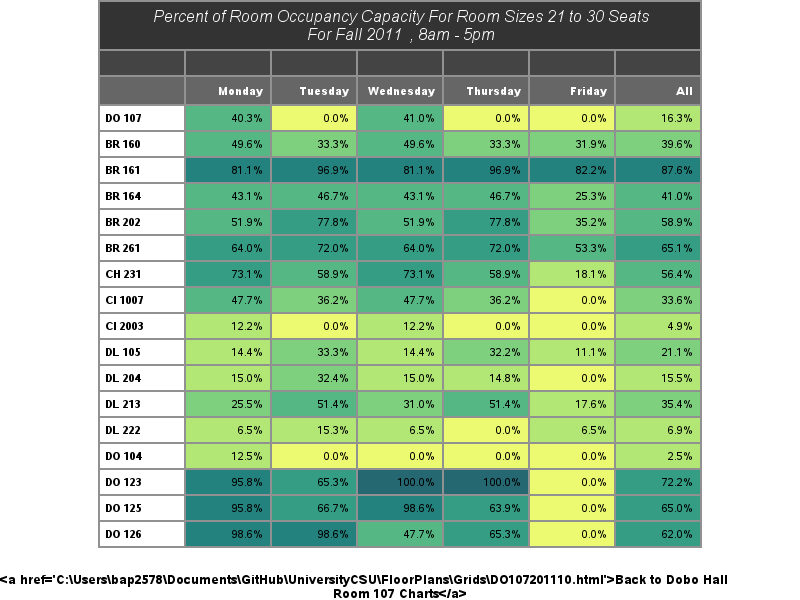 Percent of Room Occupancy Capacity For Room Sizes 21 to 30 Seats
For Fall 2011 , 8am - 5pm
Monday Tuesday Wednesday Thursday Friday All
DO 107 40.3% 0.0% 41.0% 0.0% 0.0% 16.3%
BR 160 49.6% 33.3% 49.6% 33.3% 31.9% 39.6%
BR 161 81.1% 96.9% 81.1% 96.9% 82.2% 87.6%
BR 164 43.1% 46.7% 43.1% 46.7% 25.3% 41.0%
BR 202 51.9% 77.8% 51.9% 77.8% 35.2% 58.9%
BR 261 64.0% 72.0% 64.0% 72.0% 53.3% 65.1%
CH 231 73.1% 58.9% 73.1% 58.9% 18.1% 56.4%
CI 1007 47.7% 36.2% 47.7% 36.2% 0.0% 33.6%
CI 2003 12.2% 0.0% 12.2% 0.0% 0.0% 4.9%
DL 105 14.4% 33.3% 14.4% 32.2% 11.1% 21.1%
DL 204 15.0% 32.4% 15.0% 14.8% 0.0% 15.5%
DL 213 25.5% 51.4% 31.0% 51.4% 17.6% 35.4%
DL 222 6.5% 15.3% 6.5% 0.0% 6.5% 6.9%
DO 104 12.5% 0.0% 0.0% 0.0% 0.0% 2.5%
DO 123 95.8% 65.3% 100.0% 100.0% 0.0% 72.2%
DO 125 95.8% 66.7% 98.6% 63.9% 0.0% 65.0%
DO 126 98.6% 98.6% 47.7% 65.3% 0.0% 62.0%
<a href='C:\Users\bap2578\Documents\GitHub\UniversityCSU\FloorPlans\Grids\DO107201110.html'>Back to Dobo Hall
Room 107 Charts</a>